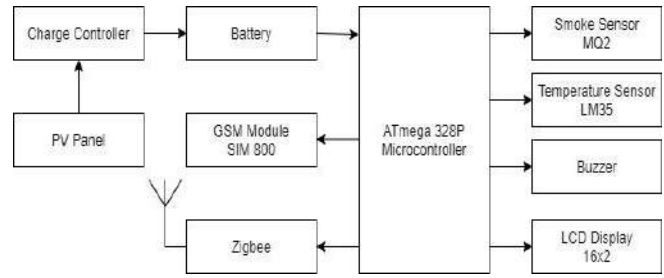 Charge Controller
Battery
Smoke Sensor
MQ2
Temperature Sensor
LM35
PV Panel
GSM Module
SIM 800
ATmega 328P
Microcontroller
Buzzer
Zigbee
LCD Display
16x2